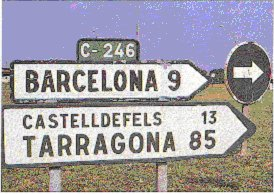 C-246
BARCELONA 9
CASTELLDEFELS 13
TARRAGONA 85